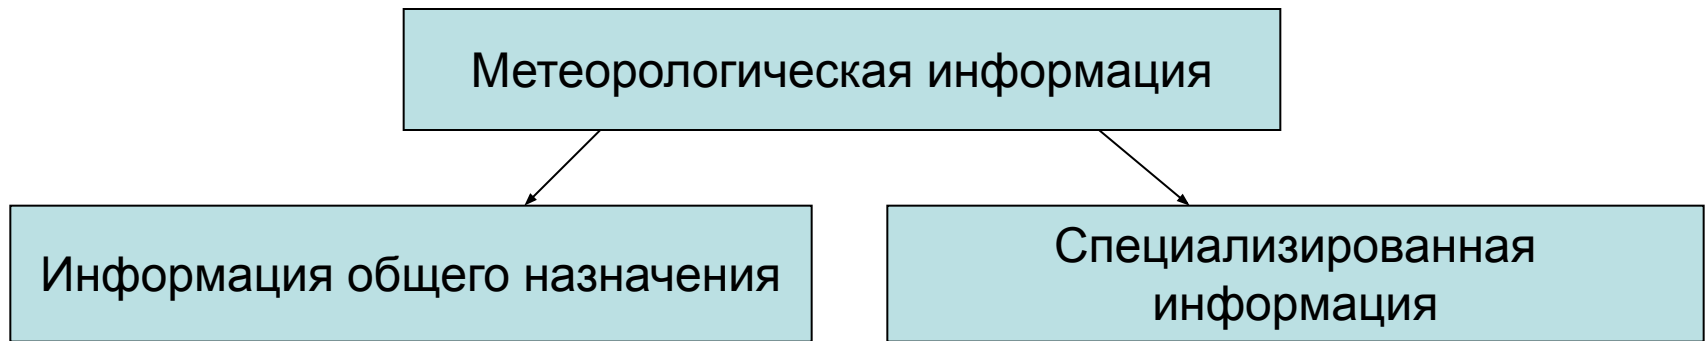 Метеорологическая информация
Информация общего назначения
Специализированная
информация